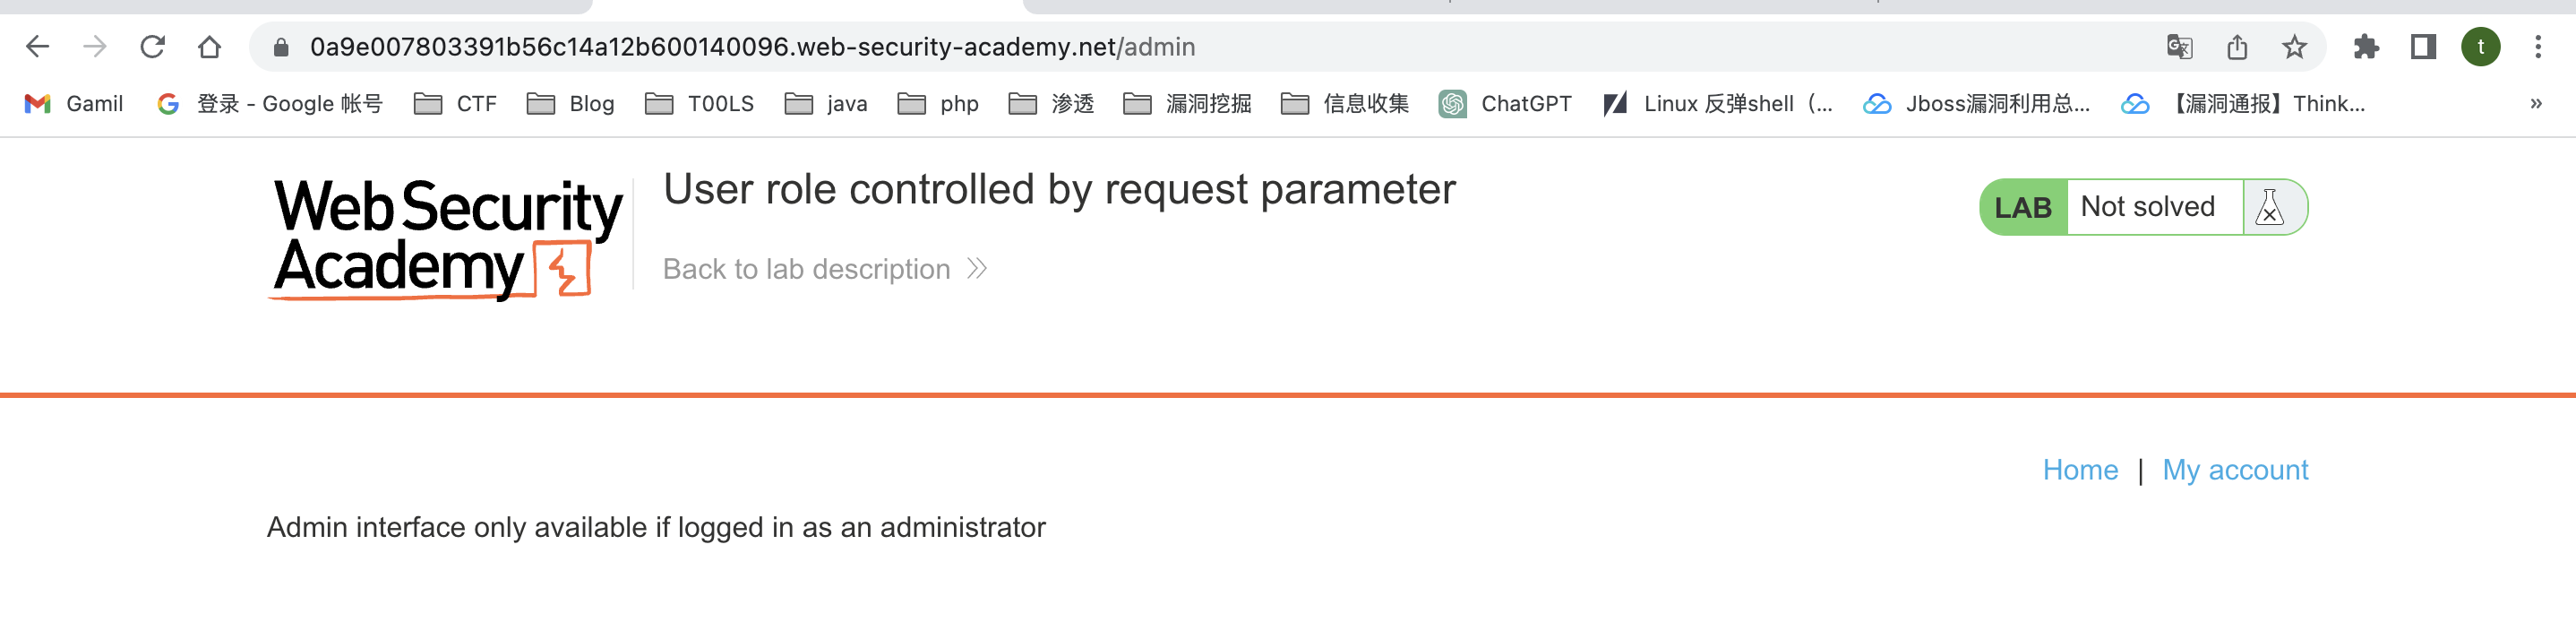 0a9e007803391b56c14a12b600140096.web-security-academy.net/admin
t
Gamil 登录 - Google 帐号 CTF Blog T00LS java php 渗透 漏洞挖掘 信息收集 ChatGPT Linux 反弹shell（... Jboss漏洞利用总... 【漏洞通报】Think... »
Web Security
Academy
User role controlled by request parameter
Back to lab description
LAB Not solved
Home | My account
Admin interface only available if logged in as an administrator